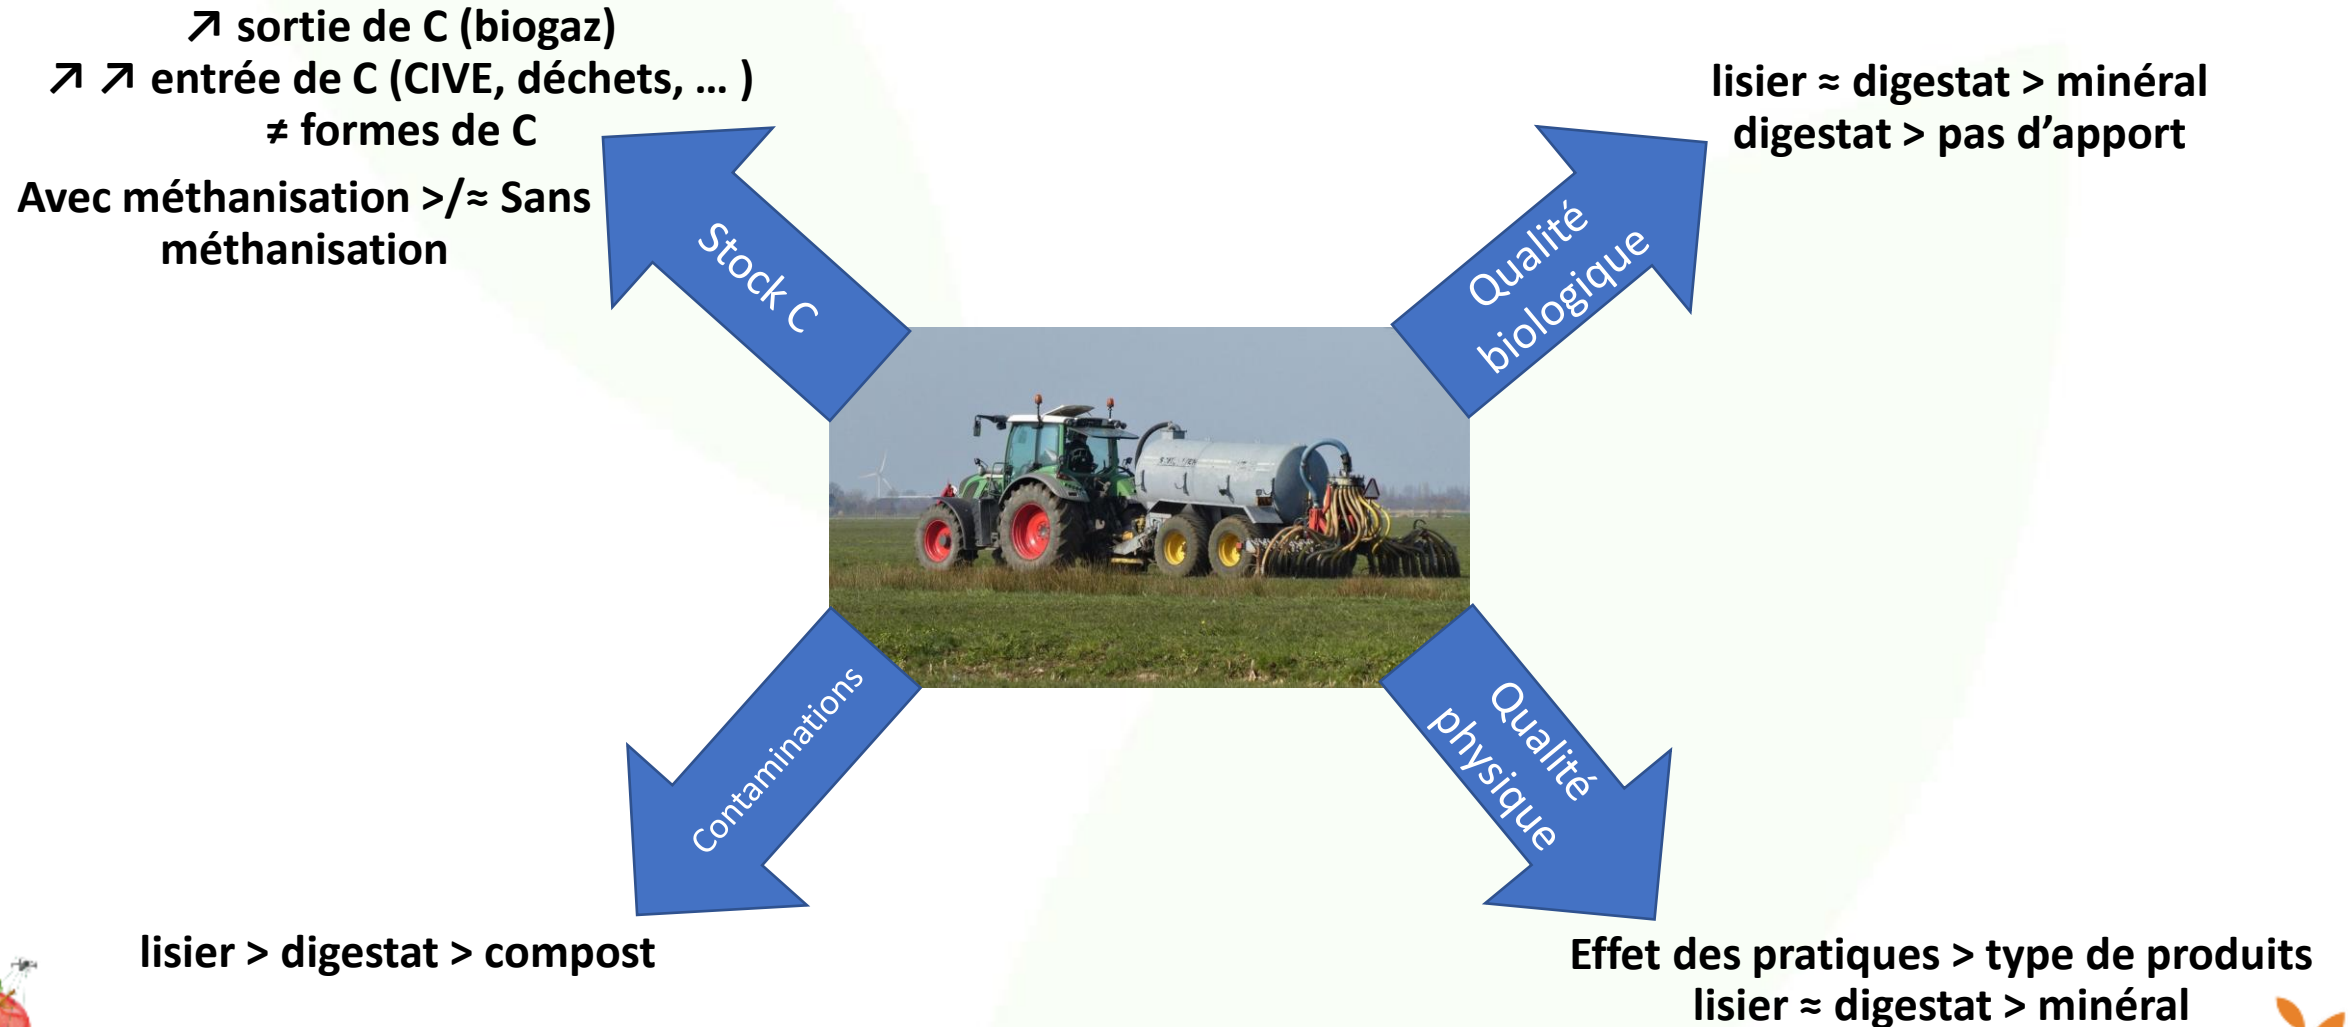 ↗ sortie de C (biogaz)
↗ ↗ entrée de C (CIVE, déchets, ... )
≠ formes de C
Avec méthanisation >/≈ Sans
méthanisation
Stock C
lisier ≈ digestat > minéral
digestat > pas d’apport
Qualité
biologique
Contaminations
lisier > digestat > compost
Qualité
physique
Effet des pratiques > type de produits
lisier ≈ digestat > minéral